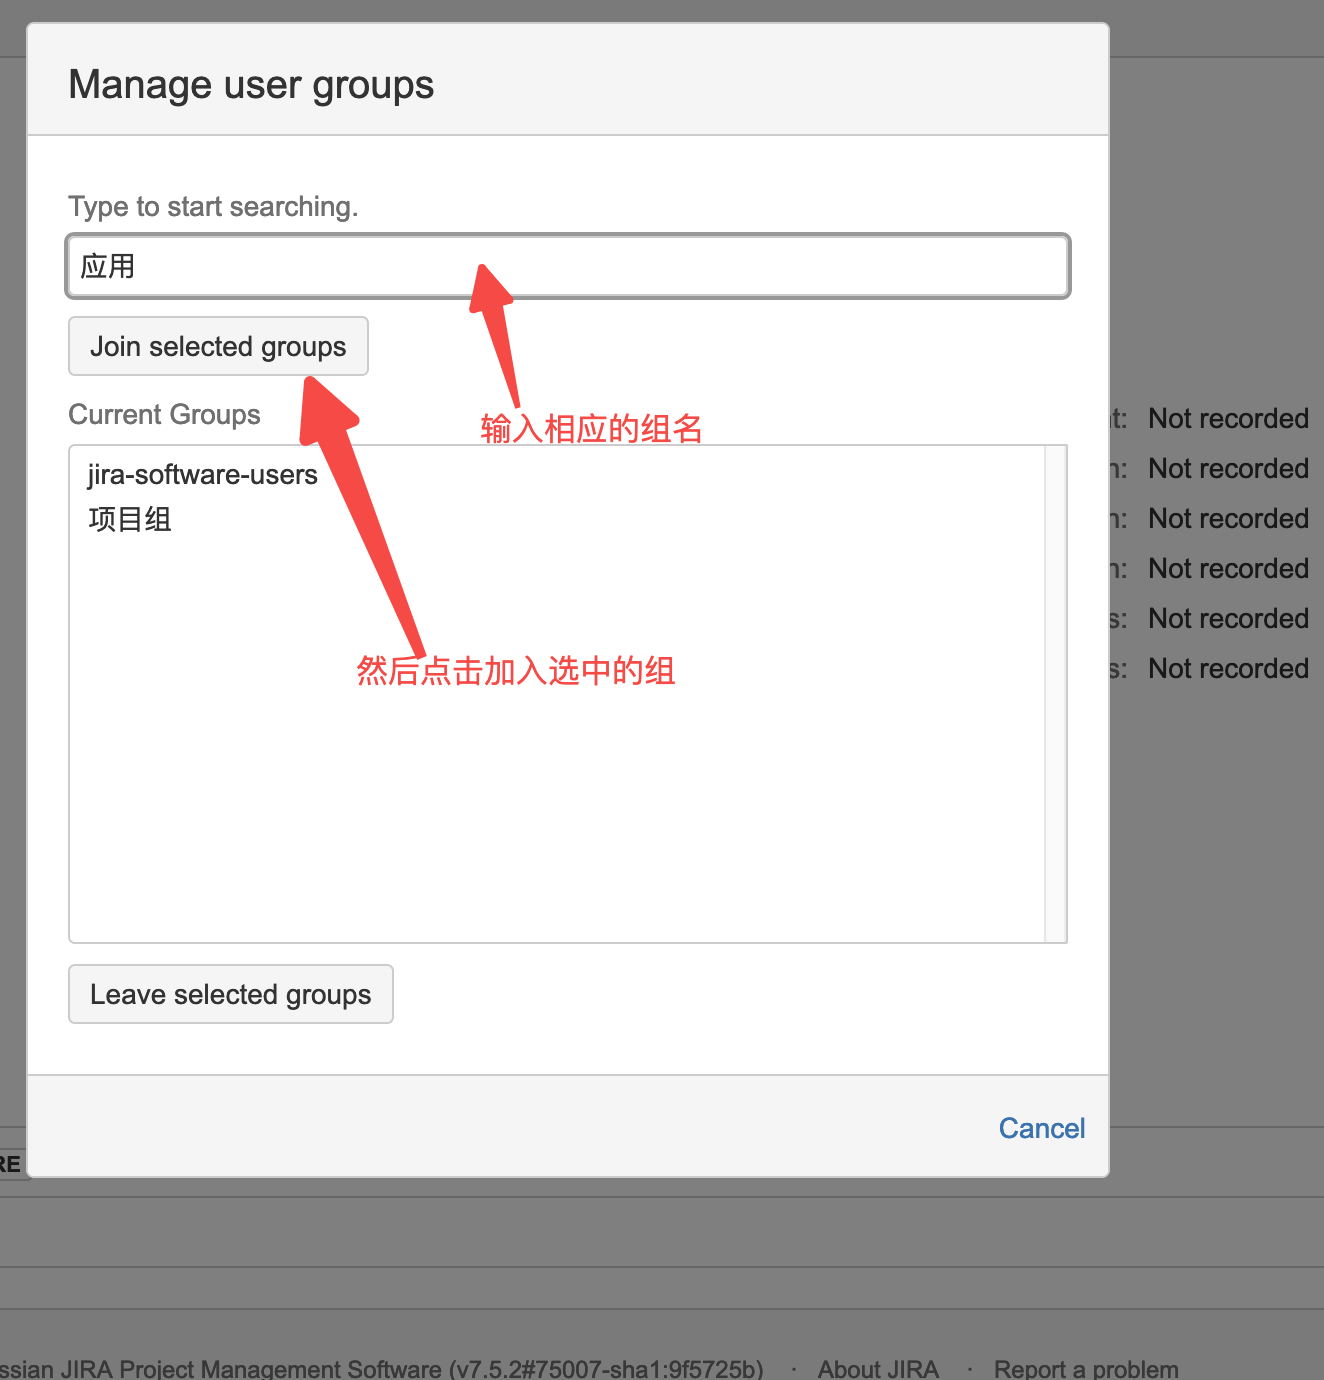 Manage user groups
Type to start searching.
应用
Join selected groups
Current Groups
输入相应的组名
t: Not recorded
jira-software-users
n: Not recorded
项目组
n: Not recorded
n: Not recorded
s: Not recorded
然后点击加入选中的组
s: Not recorded
Leave selected groups
Cancel
RE
ssian JIRA Project Management Software (v7.5.2#75007-sha1:9f5725b) · About JIRA · Report a problem